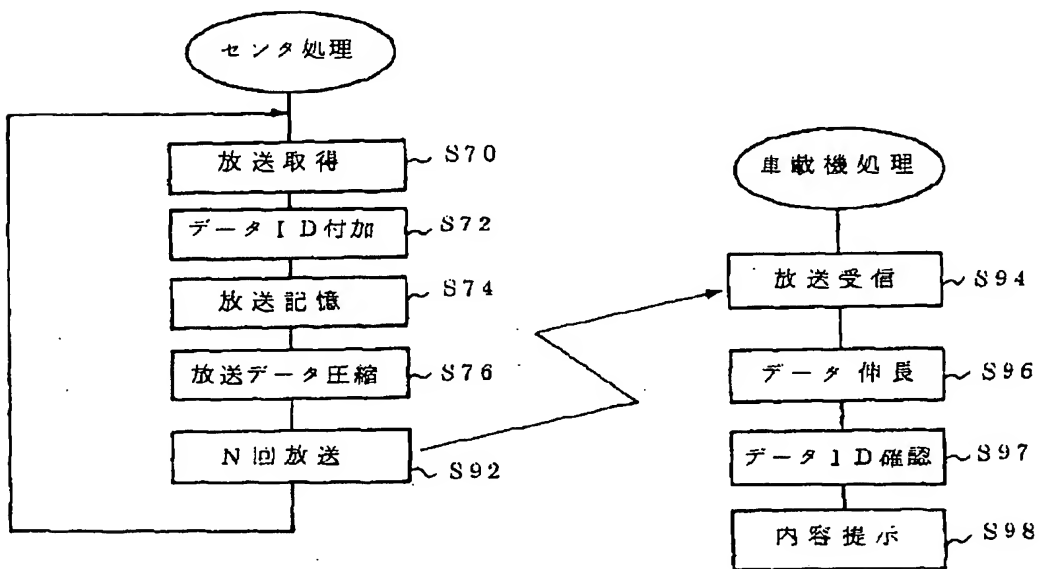 センタ処理
放送取得 S70
データID付加 S72
放送記憶 S74
放送データ圧縮 S76
N回放送 S92
車載機処理
放送受信 S94
データ伸長 S96
データID確認 S97
内容提示 S98